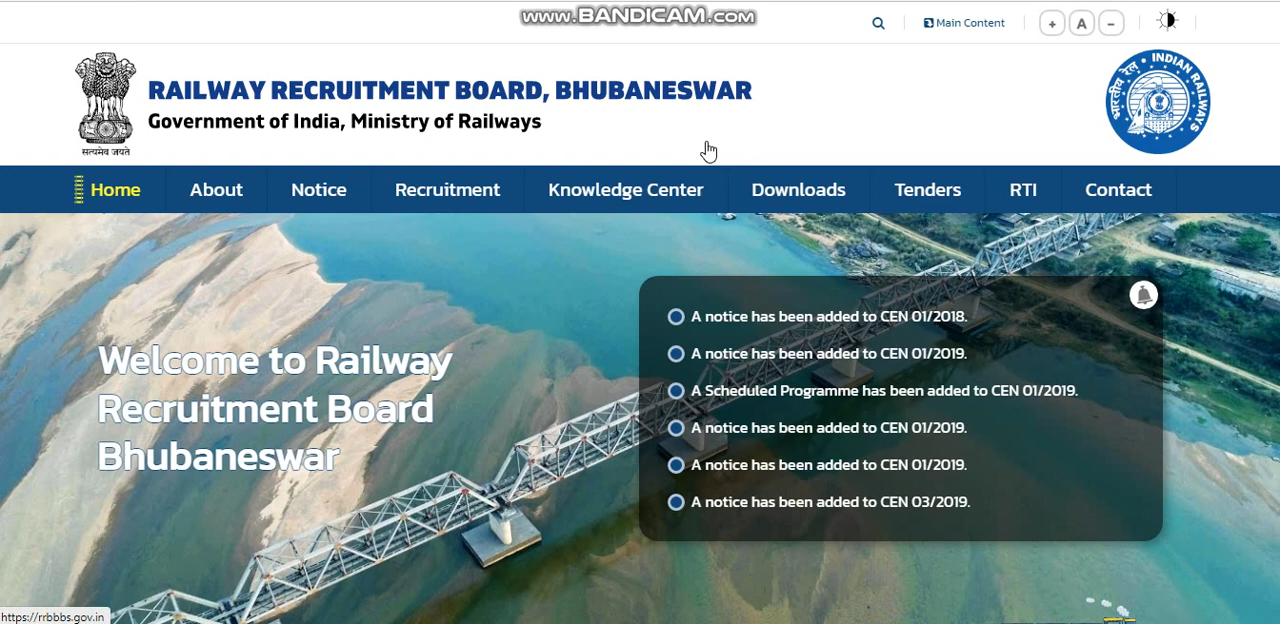 www.BANDICAM.com
Main Content
+ A -
RAILWAY RECRUITMENT BOARD, BHUBANESWAR
Government of India, Ministry of Railways
सत्यमेव जयते
भारतीय रेल INDIAN RAILWAYS
Home About Notice Recruitment Knowledge Center Downloads Tenders RTI Contact
Welcome to Railway
Recruitment Board
Bhubaneswar
A notice has been added to CEN 01/2018.
A notice has been added to CEN 01/2019.
A Scheduled Programme has been added to CEN 01/2019.
A notice has been added to CEN 01/2019.
A notice has been added to CEN 01/2019.
A notice has been added to CEN 03/2019.
https://rrbbbs.gov.in